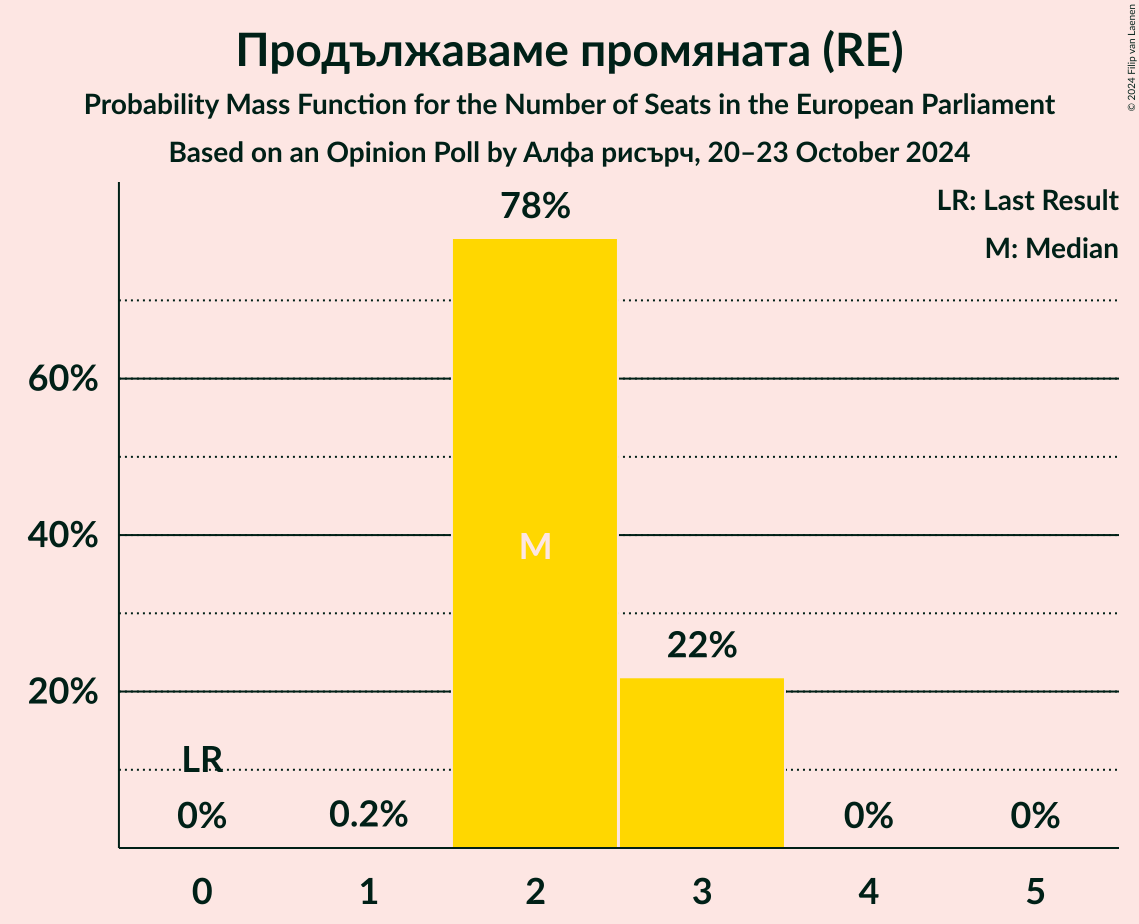 Продължаваме промяната (RE)
Probability Mass Function for the Number of Seats in the European Parliament
Based on an Opinion Poll by Алфа рисърч, 20–23 October 2024
© 2024 Filip van Laenen
LR: Last Result
M: Median
78%
60%
40%
M
22%
20%
LR
0%
0.2%
0%
0%
0 1 2 3 4 5